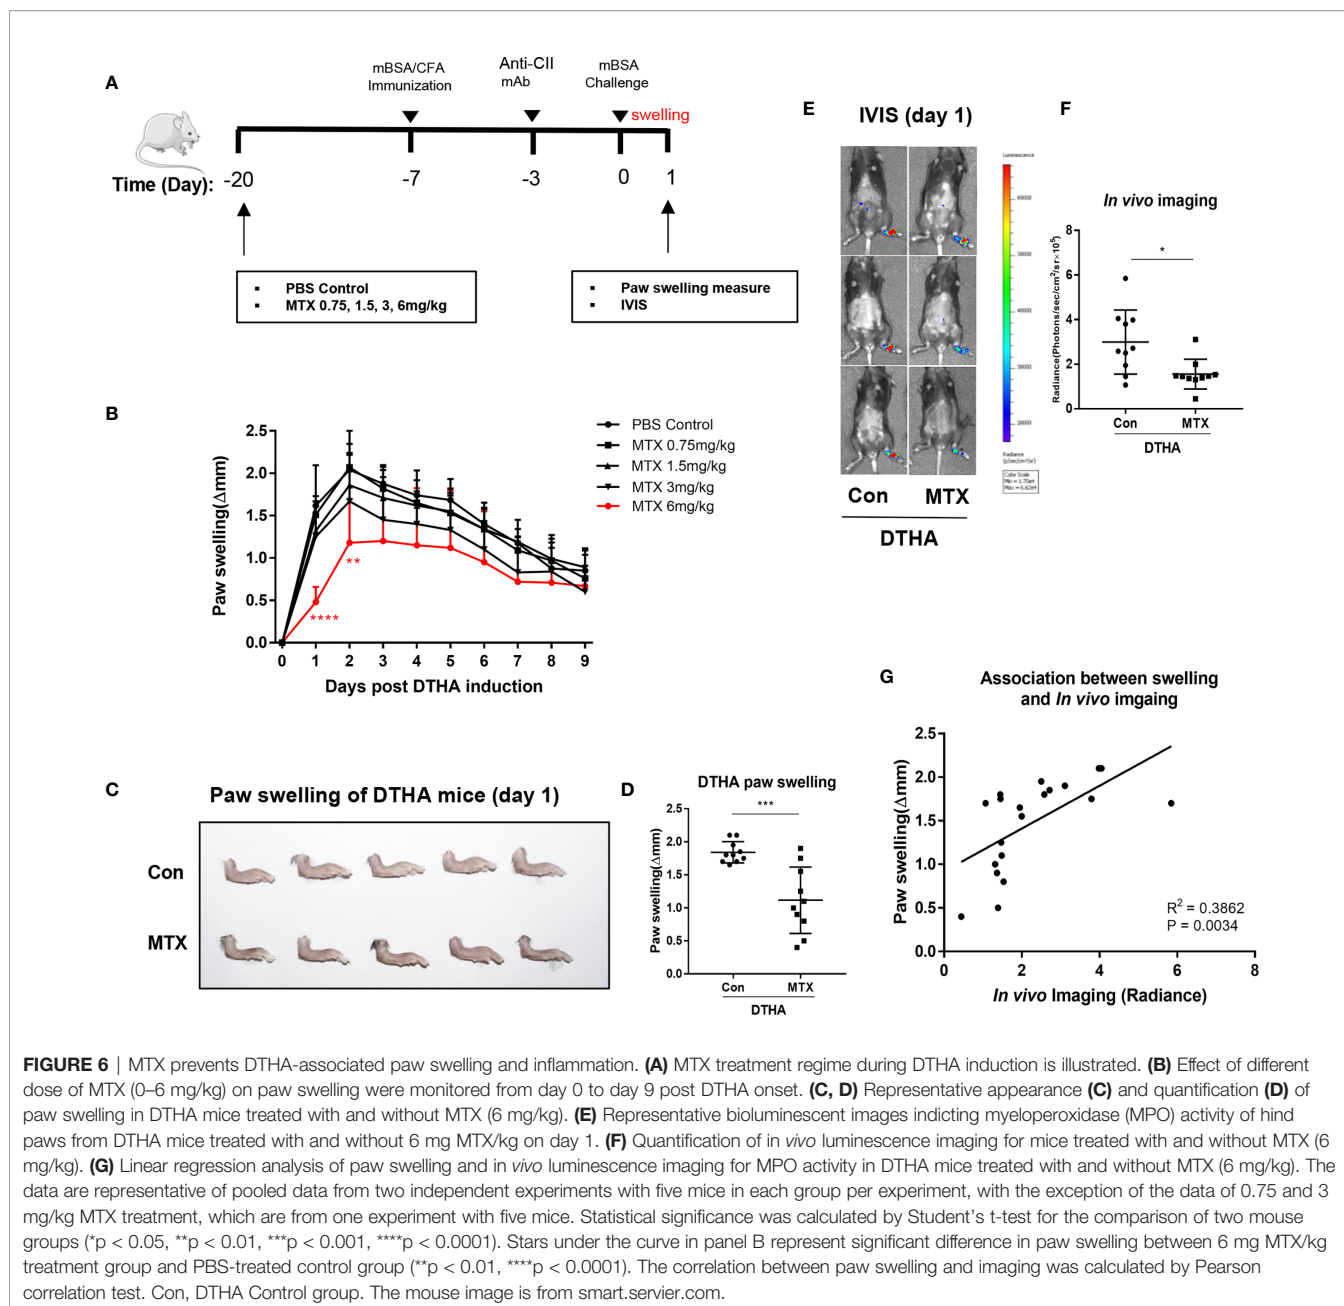 A
mBSA/CFA
Immunization
Anti-CII
mAb
mBSA
Challenge
swelling
Time (Day):
-20
-7
-3
0
1
▪ PBS Control
▪ MTX 0.75, 1.5, 3, 6mg/kg
▪ Paw swelling measure
▪ IVIS
B
Paw swelling(Δmm)
2.5
2.0
1.5
1.0
0.5
0.0
0 1 2 3 4 5 6 7 8 9
Days post DTHA induction
PBS Control
MTX 0.75mg/kg
MTX 1.5mg/kg
MTX 3mg/kg
MTX 6mg/kg
****
**
C
Paw swelling of DTHA mice (day 1)
Con
MTX
D
DTHA paw swelling
***
Paw swelling(Δmm)
2.5
2.0
1.5
1.0
0.5
0.0
Con MTX
DTHA
E
IVIS (day 1)
Luminescence
60000
50000
40000
30000
20000
Radiance
(p/sec/cm²/sr)
Color Scale
Min = 1.70e4
Max = 6.62e4
Con MTX
DTHA
F
In vivo imaging
*
Radiance(Photons/sec/cm²/sr×10⁵)
8
6
4
2
0
Con MTX
DTHA
G
Association between swelling
and In vivo imgaing
Paw swelling(Δmm)
2.5
2.0
1.5
1.0
0.5
0.0
R² = 0.3862
P = 0.0034
0 2 4 6 8
In vivo Imaging (Radiance)
FIGURE 6 | MTX prevents DTHA-associated paw swelling and inflammation. (A) MTX treatment regime during DTHA induction is illustrated. (B) Effect of different
dose of MTX (0–6 mg/kg) on paw swelling were monitored from day 0 to day 9 post DTHA onset. (C, D) Representative appearance (C) and quantification (D) of
paw swelling in DTHA mice treated with and without MTX (6 mg/kg). (E) Representative bioluminescent images indicting myeloperoxidase (MPO) activity of hind
paws from DTHA mice treated with and without 6 mg MTX/kg on day 1. (F) Quantification of in vivo luminescence imaging for mice treated with and without MTX (6
mg/kg). (G) Linear regression analysis of paw swelling and in vivo luminescence imaging for MPO activity in DTHA mice treated with and without MTX (6 mg/kg). The
data are representative of pooled data from two independent experiments with five mice in each group per experiment, with the exception of the data of 0.75 and 3
mg/kg MTX treatment, which are from one experiment with five mice. Statistical significance was calculated by Student's t-test for the comparison of two mouse
groups (*p < 0.05, **p < 0.01, ***p < 0.001, ****p < 0.0001). Stars under the curve in panel B represent significant difference in paw swelling between 6 mg MTX/kg
treatment group and PBS-treated control group (**p < 0.01, ****p < 0.0001). The correlation between paw swelling and imaging was calculated by Pearson
correlation test. Con, DTHA Control group. The mouse image is from smart.servier.com.